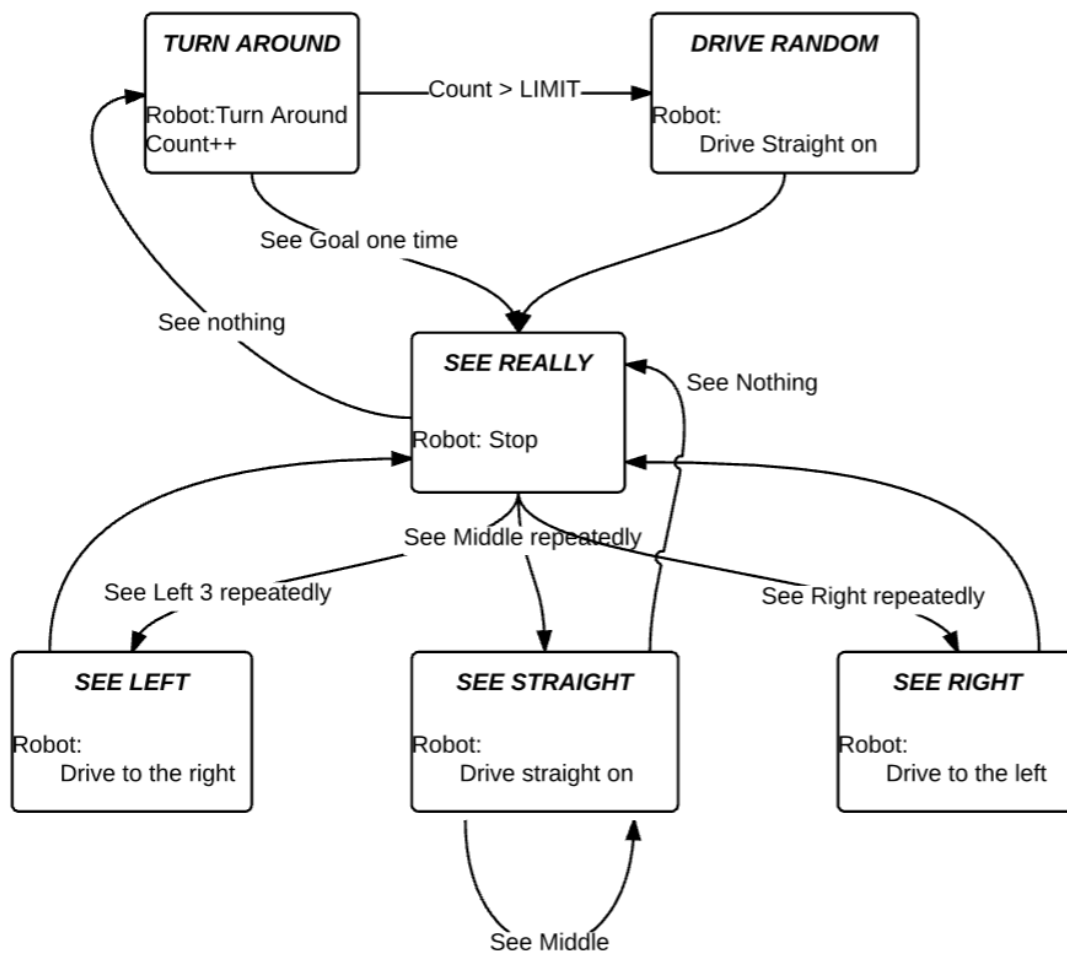 TURN AROUND
Robot:Turn Around
Count++
Count > LIMIT
DRIVE RANDOM
Robot:
Drive Straight on
See Goal one time
See nothing
SEE REALLY
Robot: Stop
See Nothing
See Middle repeatedly
See Left 3 repeatedly
See Right repeatedly
SEE LEFT
Robot:
Drive to the right
SEE STRAIGHT
Robot:
Drive straight on
SEE RIGHT
Robot:
Drive to the left
See Middle